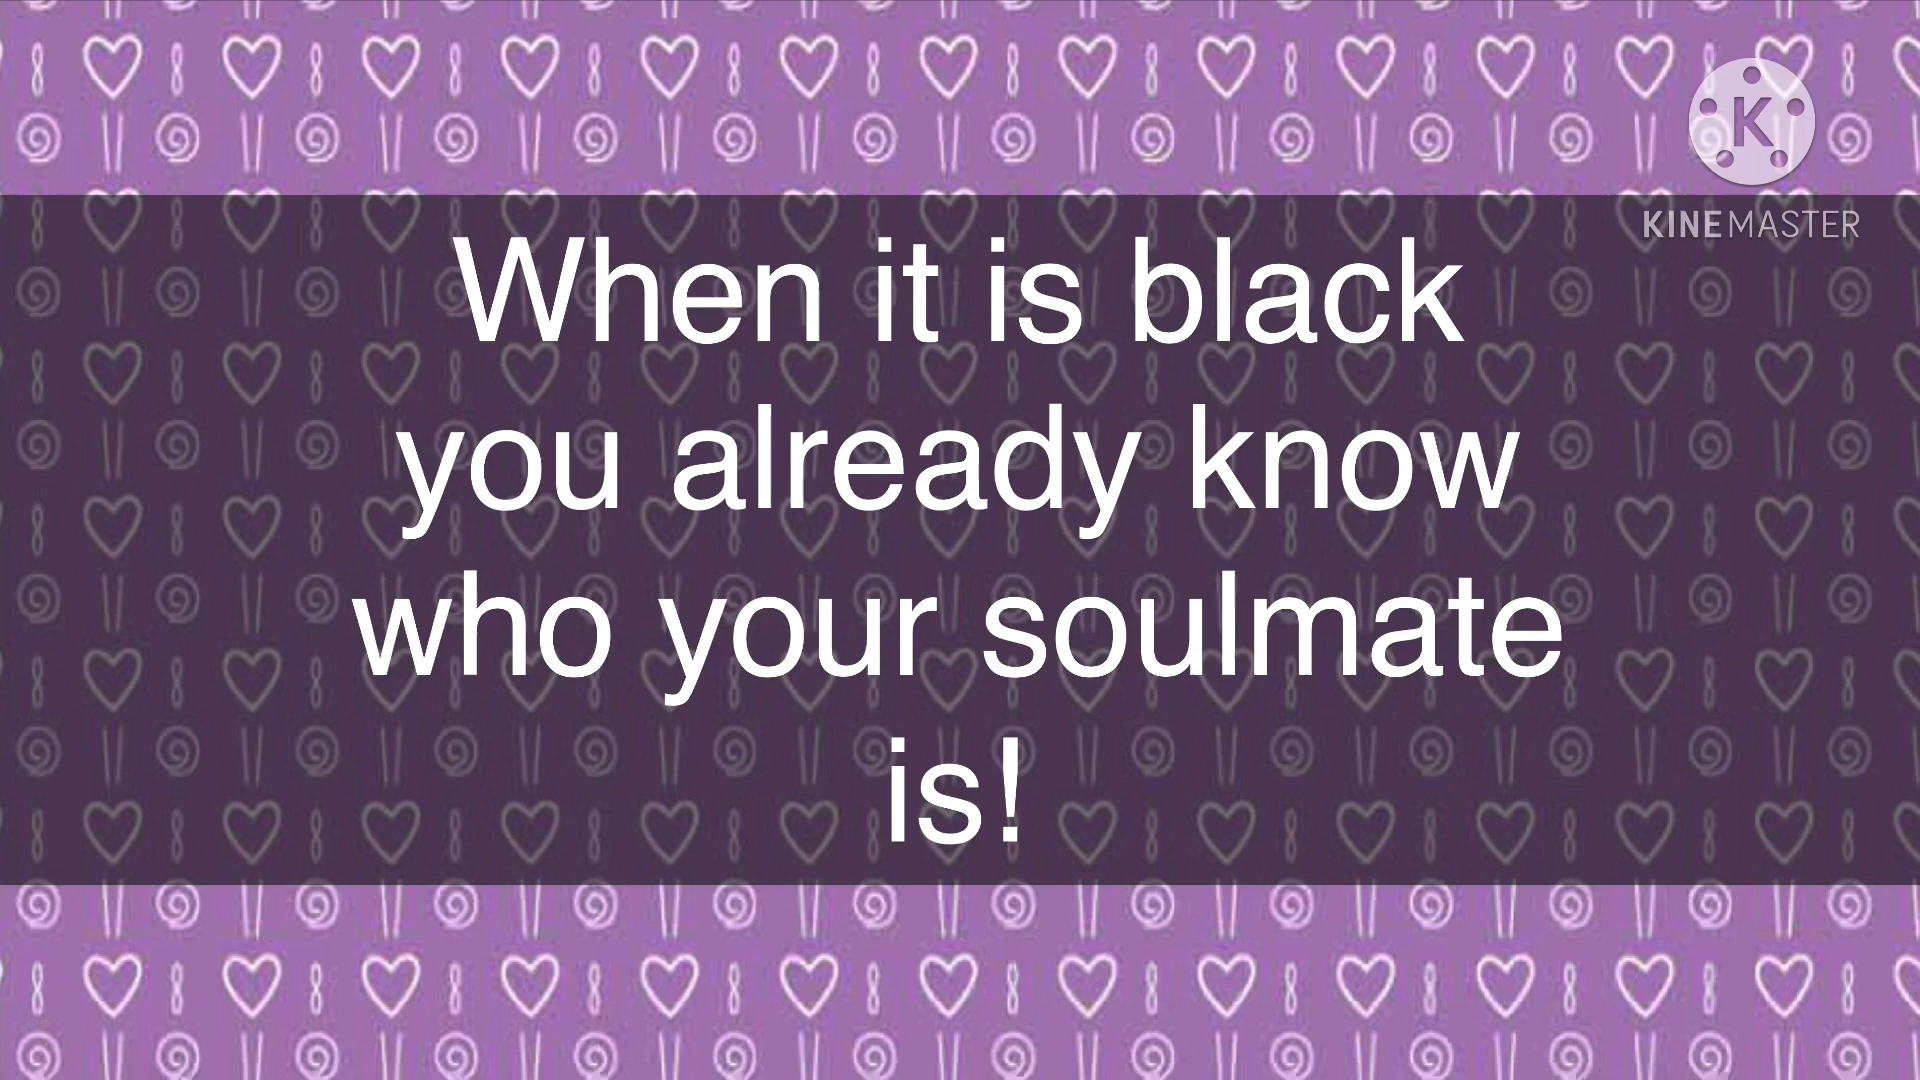 K
KINEMASTER
When it is black
you already know
who your soulmate
is!